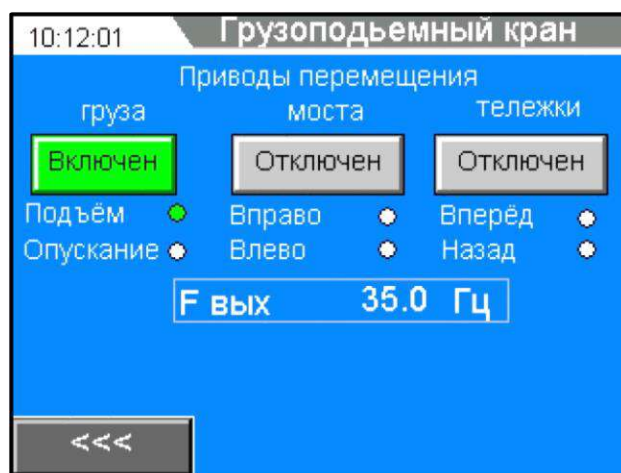 10:12:01 Грузоподьемный кран
Приводы перемещения
груза моста тележки
Включен Отключен Отключен
Подъём Вправо Вперёд
Опускание Влево Назад
F вых 35.0 Гц
<<<